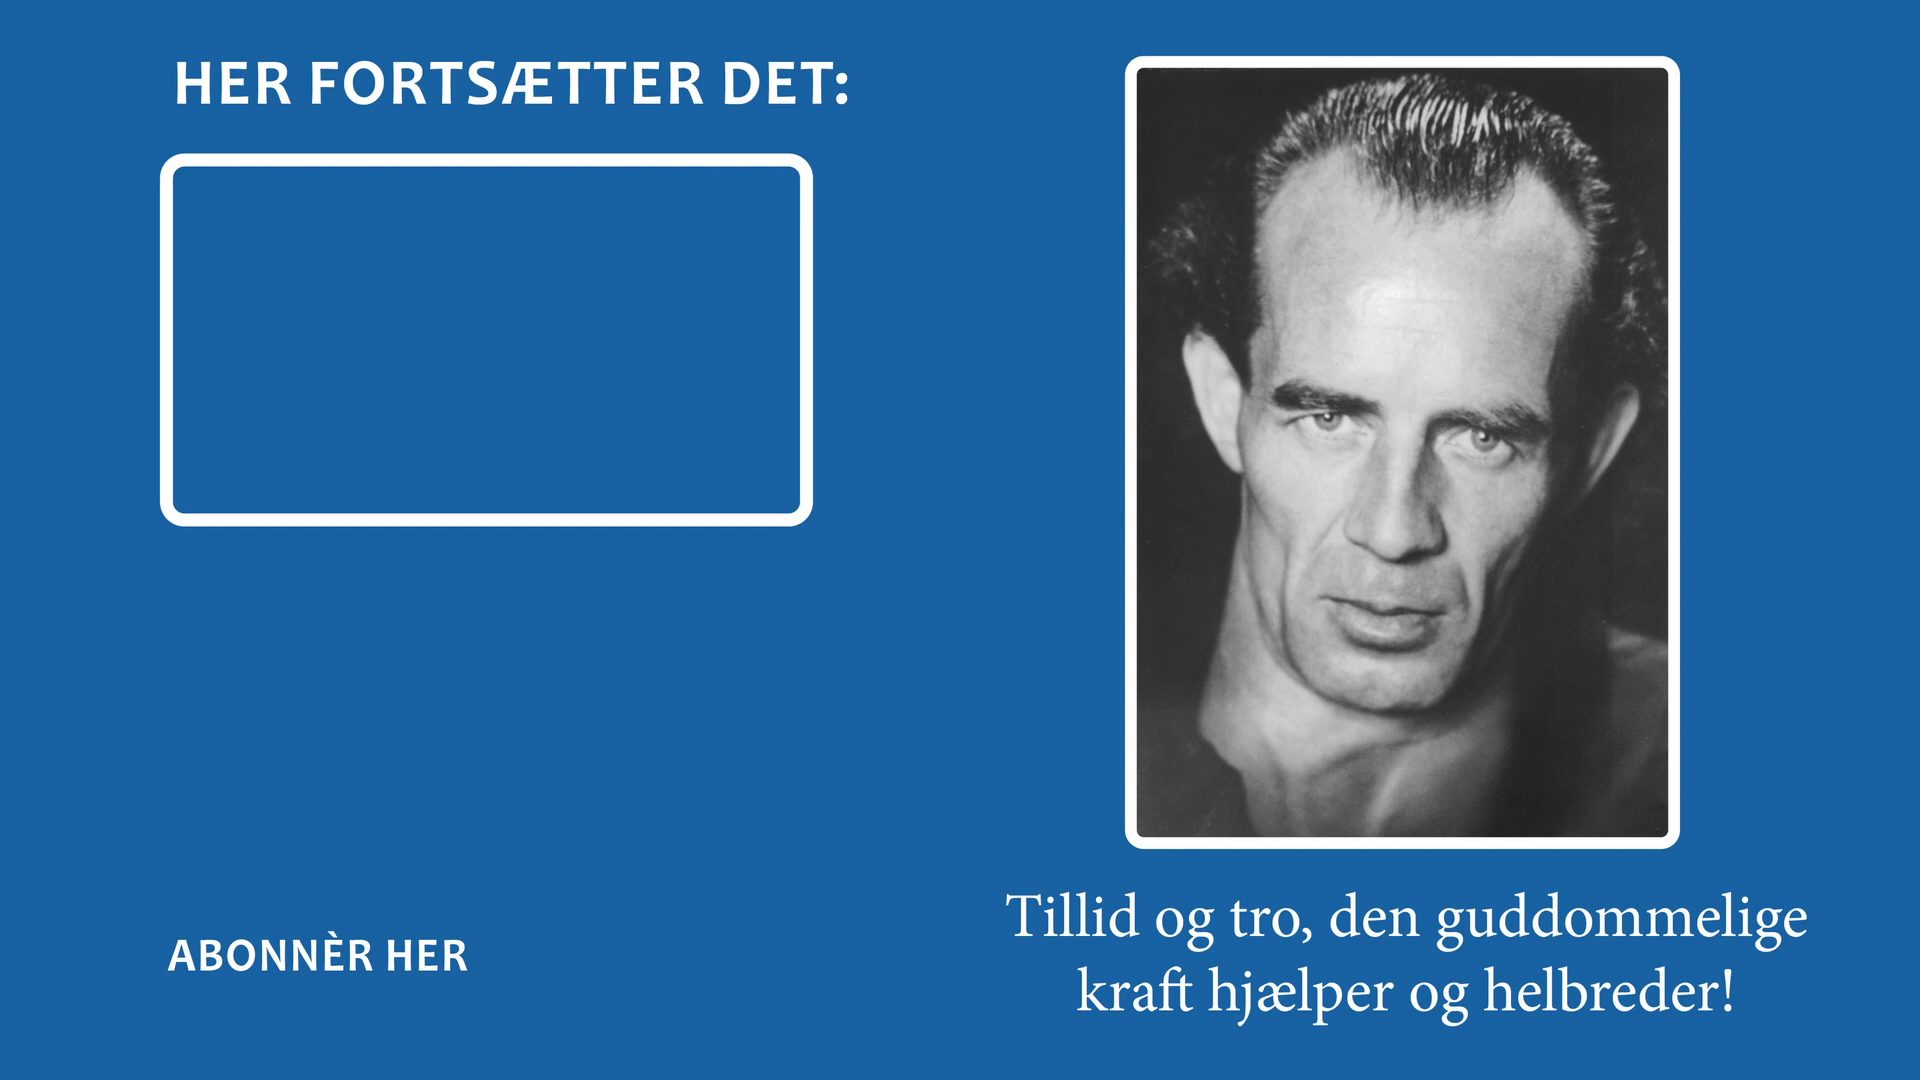 HER FORTSÆTTER DET:
ABONNÈR HER
Tillid og tro, den guddommelige
kraft hjælper og helbreder!